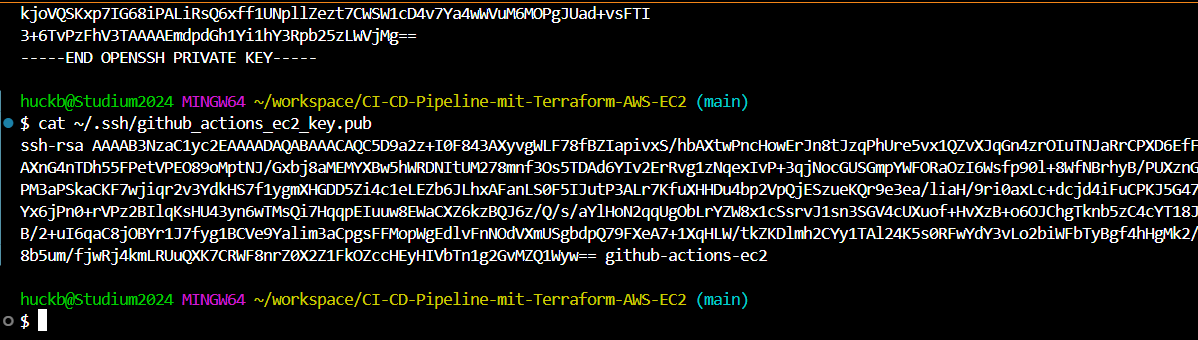 kjoVQSKxp7IG68iPALiRsQ6xff1UNpllZezt7CWSW1cD4v7Ya4wWVuM6MOPgJUad+vsFTI
3+6TvPzFhV3TAAAAEmdpdGh1Yi1hY3Rpb25zLWVjMg==
-----END OPENSSH PRIVATE KEY-----
huckb@Studium2024 MINGW64 ~/workspace/CI-CD-Pipeline-mit-Terraform-AWS-EC2 (main)
$ cat ~/.ssh/github_actions_ec2_key.pub
ssh-rsa AAAAB3NzaC1yc2EAAAADAQABAAACAQC5D9a2z+I0F843AXyvgWLF78fBZIapivxS/hbAXtwPncHowErJn8tJzqPhUre5vx1QZvXJqGn4zrOIuTNJaRrCPXD6EfF
AXnG4nTDh55FPetVPEO89oMptNJ/Gxbj8aMEMYXBw5hWRDNItUM278mnf3Os5TDAd6YIv2ErRvg1zNqexIvP+3qjNocGUSGmpYWFORaOzI6Wsfp90l+8WfNBrhyB/PUXznG
PM3aPSkaCKF7wjiqr2v3YdkHS7f1ygmXHGDD5Zi4c1eLEZb6JLhxAFanLS0F5IJutP3ALr7KfuXHHDu4bp2VpQjESzueKQr9e3ea/liaH/9ri0axLc+dcjd4iFuCPKJ5G47
Yx6jPn0+rVPz2BIlqKsHU43yn6wTMsQi7HqqpEIuuw8EWaCXZ6kzBQJ6z/Q/s/aYlHoN2qqUgObLrYZW8x1cSsrvJ1sn3SGV4cUXuof+HvXzB+o6OJChgTknb5zC4cYT18J
B/2+uI6qaC8jOBYr1J7fyg1BCVe9Yalim3aCpgsFFMopWgEdlvFnNOdVXmUSgbdpQ79FXeA7+1XqHLW/tkZKDlmh2CYy1TAl24K5s0RFwYdY3vLo2biWFbTyBgf4hHgMk2/
8b5um/fjwRj4kmLRUuQXK7CRWF8nrZ0X2Z1FkOZccHEyHIVbTn1g2GvMZQ1Wyw== github-actions-ec2
huckb@Studium2024 MINGW64 ~/workspace/CI-CD-Pipeline-mit-Terraform-AWS-EC2 (main)
$